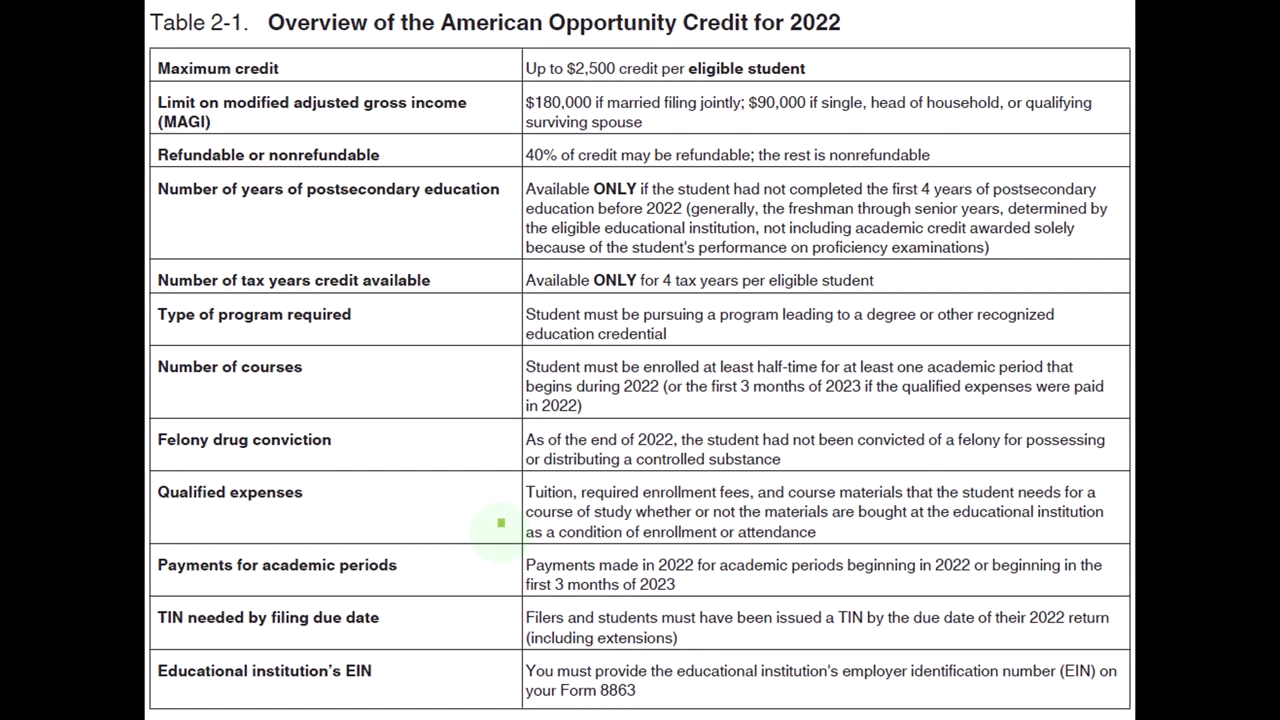 Table 2-1. Overview of the American Opportunity Credit for 2022
Maximum credit
Up to $2,500 credit per eligible student
Limit on modified adjusted gross income
(MAGI)
$180,000 if married filing jointly; $90,000 if single, head of household, or qualifying
surviving spouse
Refundable or nonrefundable
40% of credit may be refundable; the rest is nonrefundable
Number of years of postsecondary education
Available ONLY if the student had not completed the first 4 years of postsecondary
education before 2022 (generally, the freshman through senior years, determined by
the eligible educational institution, not including academic credit awarded solely
because of the student's performance on proficiency examinations)
Number of tax years credit available
Available ONLY for 4 tax years per eligible student
Type of program required
Student must be pursuing a program leading to a degree or other recognized
education credential
Number of courses
Student must be enrolled at least half-time for at least one academic period that
begins during 2022 (or the first 3 months of 2023 if the qualified expenses were paid
in 2022)
Felony drug conviction
As of the end of 2022, the student had not been convicted of a felony for possessing
or distributing a controlled substance
Qualified expenses
Tuition, required enrollment fees, and course materials that the student needs for a
course of study whether or not the materials are bought at the educational institution
as a condition of enrollment or attendance
Payments for academic periods
Payments made in 2022 for academic periods beginning in 2022 or beginning in the
first 3 months of 2023
TIN needed by filing due date
Filers and students must have been issued a TIN by the due date of their 2022 return
(including extensions)
Educational institution’s EIN
You must provide the educational institution's employer identification number (EIN) on
your Form 8863